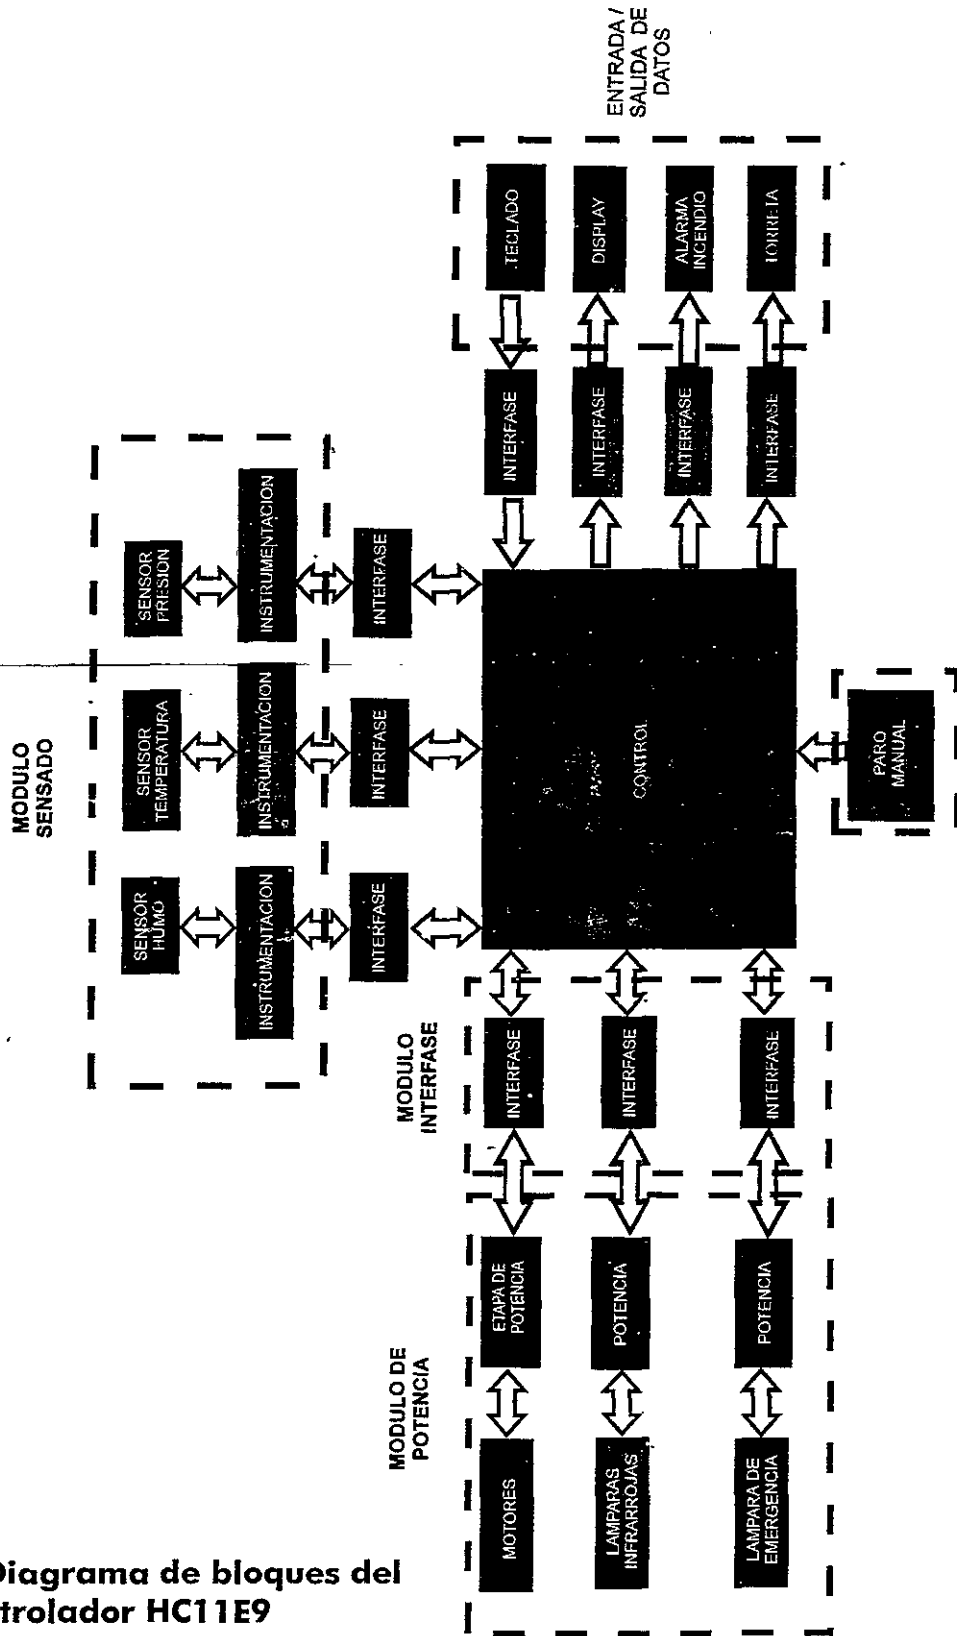 MODULO
SENSADO
SENSOR
HUMO
SENSOR
TEMPERATURA
SENSOR
PRESION
INSTRUMENTACION
INSTRUMENTACION
INSTRUMENTACION
INTERFASE
INTERFASE
INTERFASE
MODULO DE
POTENCIA
MODULO
INTERFASE
ENTRADA /
SALIDA DE
DATOS
MOTORES
ETAPA DE
POTENCIA
INTERFASE
INTERFASE
TECLADO
LAMPARAS
INFRARROJAS
POTENCIA
INTERFASE
CONTROL
INTERFASE
DISPLAY
INTERFASE
ALARMA
INCENDIO
LAMPARA DE
EMERGENCIA
POTENCIA
INTERFASE
INTERFASE
TORRETA
PARO
MANUAL
Diagrama de bloques del
trolador HC11E9